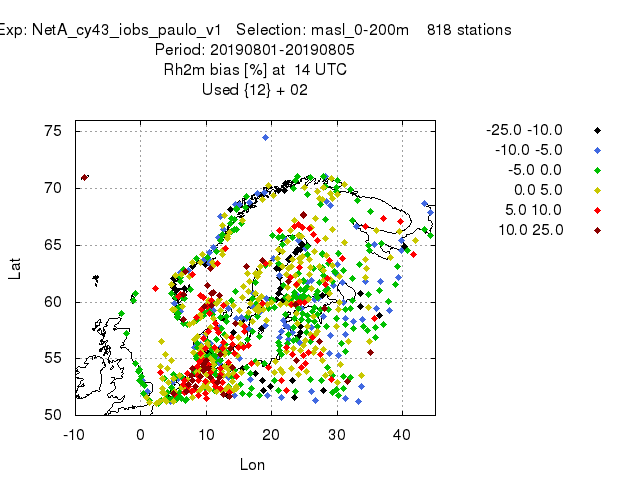 Exp: NetA_cy43_iobs_paulo_v1 Selection: masl_0-200m 818 stations
Period: 20190801-20190805
Rh2m bias [%] at 14 UTC
Used {12} + 02
-25.0 -10.0
-10.0 -5.0
-5.0 0.0
0.0 5.0
5.0 10.0
10.0 25.0
75
70
65
60
55
50
Lat
-10 0 10 20 30 40
Lon